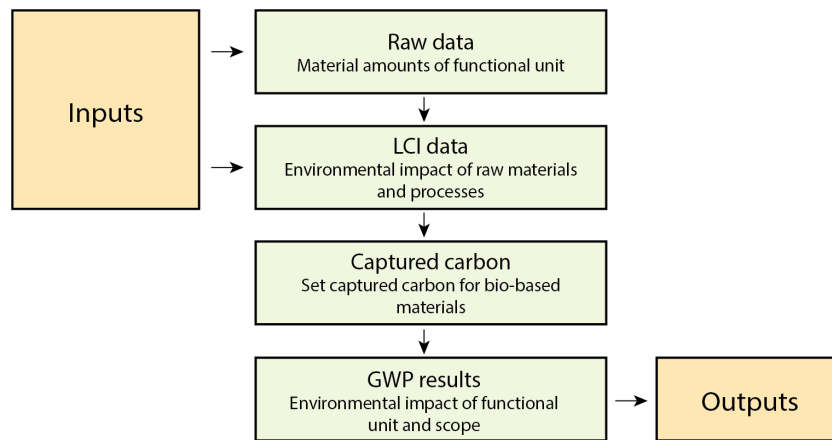 Inputs
Raw data
Material amounts of functional unit
LCI data
Environmental impact of raw materials
and processes
Captured carbon
Set captured carbon for bio-based
materials
GWP results
Environmental impact of functional
unit and scope
Outputs